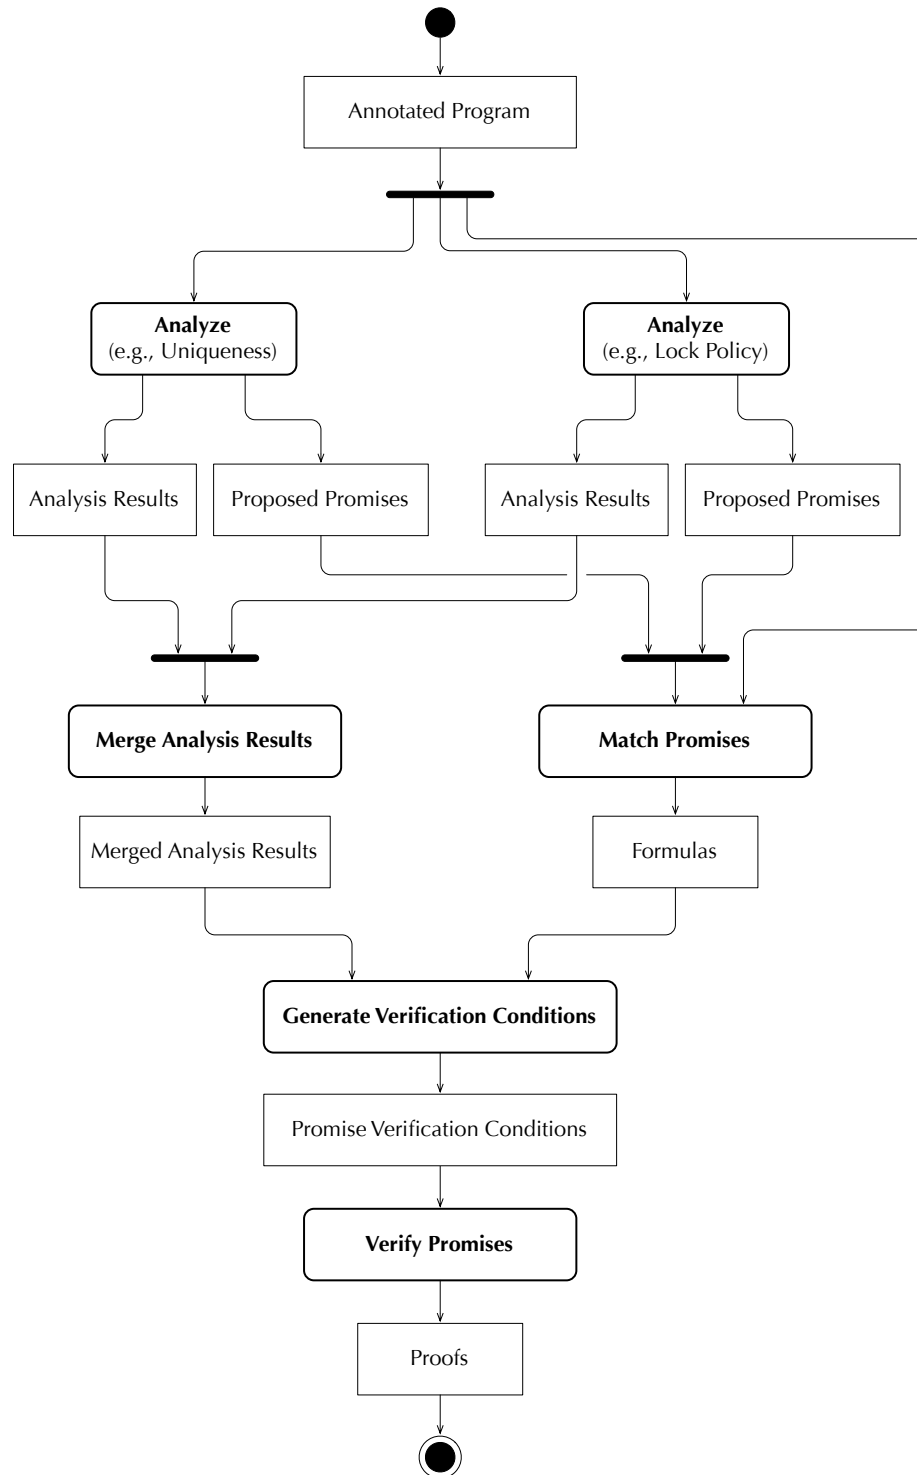 Annotated Program
Analyze
(e.g., Uniqueness)
Analyze
(e.g., Lock Policy)
Analysis Results
Proposed Promises
Analysis Results
Proposed Promises
Merge Analysis Results
Match Promises
Merged Analysis Results
Formulas
Generate Verification Conditions
Promise Verification Conditions
Verify Promises
Proofs